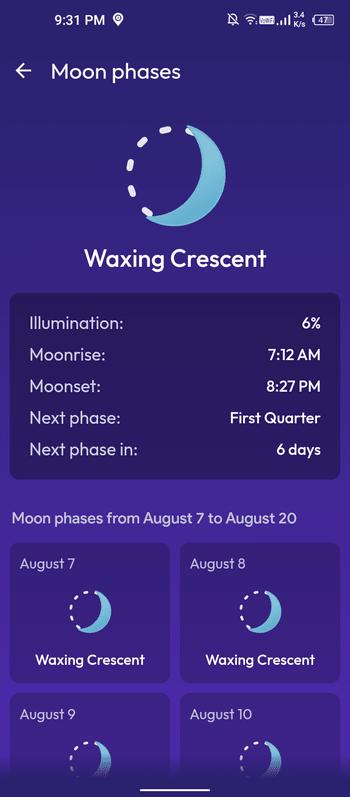 9:31 PM
VoWiFi 3.4 K/s 47
Moon phases
Waxing Crescent
Illumination: 6%
Moonrise: 7:12 AM
Moonset: 8:27 PM
Next phase: First Quarter
Next phase in: 6 days
Moon phases from August 7 to August 20
August 7 August 8
Waxing Crescent Waxing Crescent
August 9 August 10